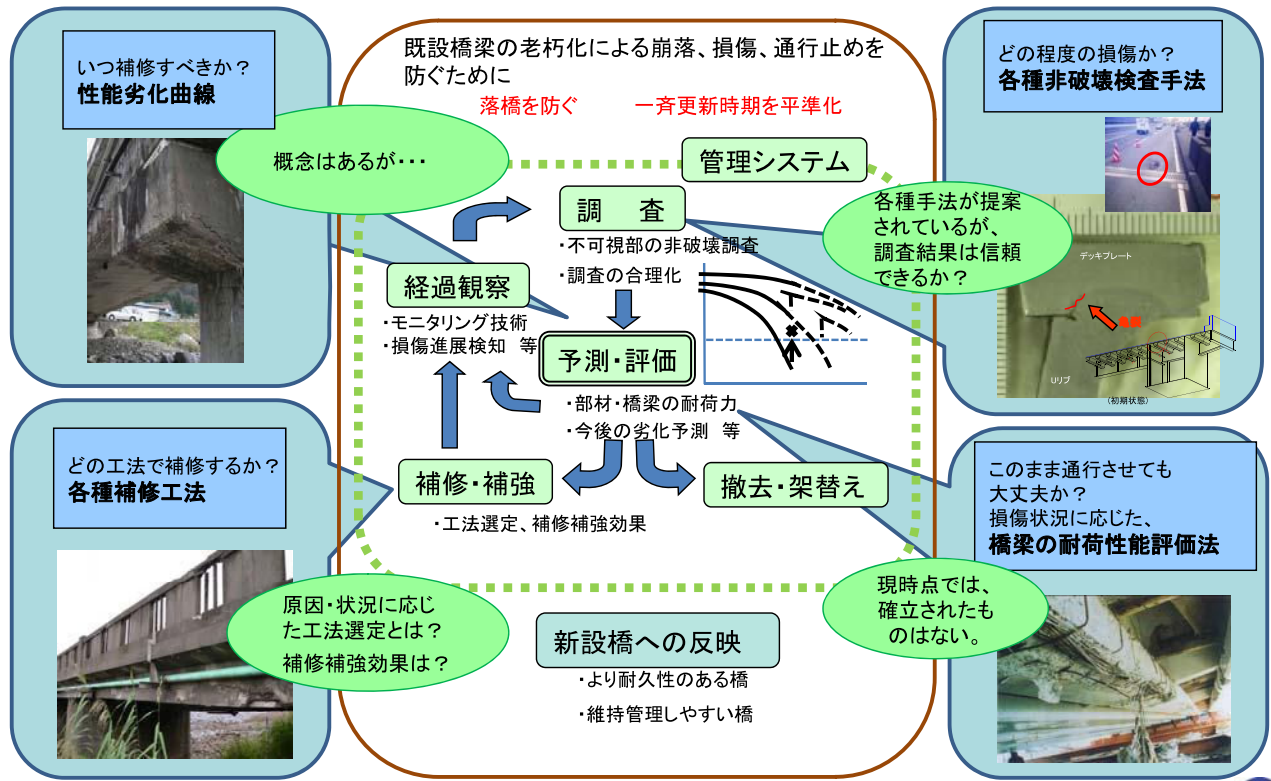 いつ補修すべきか？
性能劣化曲線
概念はあるが・・・
既設橋梁の老朽化による崩落、損傷、通行止めを
防ぐために
落橋を防ぐ
一斉更新時期を平準化
どの程度の損傷か？
各種非破壊検査手法
各種手法が提案
されているが、
調査結果は信頼
できるか？
デッキプレート
亀裂
Uリブ
(初期状態)
管理システム
調　査
・不可視部の非破壊調査
・調査の合理化
経過観察
・モニタリング技術
・損傷進展検知　等
予測・評価
・部材・橋梁の耐荷力
・今後の劣化予測　等
補修・補強
・工法選定、補修補強効果
撤去・架替え
どの工法で補修するか？
各種補修工法
原因・状況に応じ
た工法選定とは？
補修補強効果は？
新設橋への反映
・より耐久性のある橋
・維持管理しやすい橋
このまま通行させても
大丈夫か？
損傷状況に応じた、
橋梁の耐荷性能評価法
現時点では、
確立されたも
のはない。